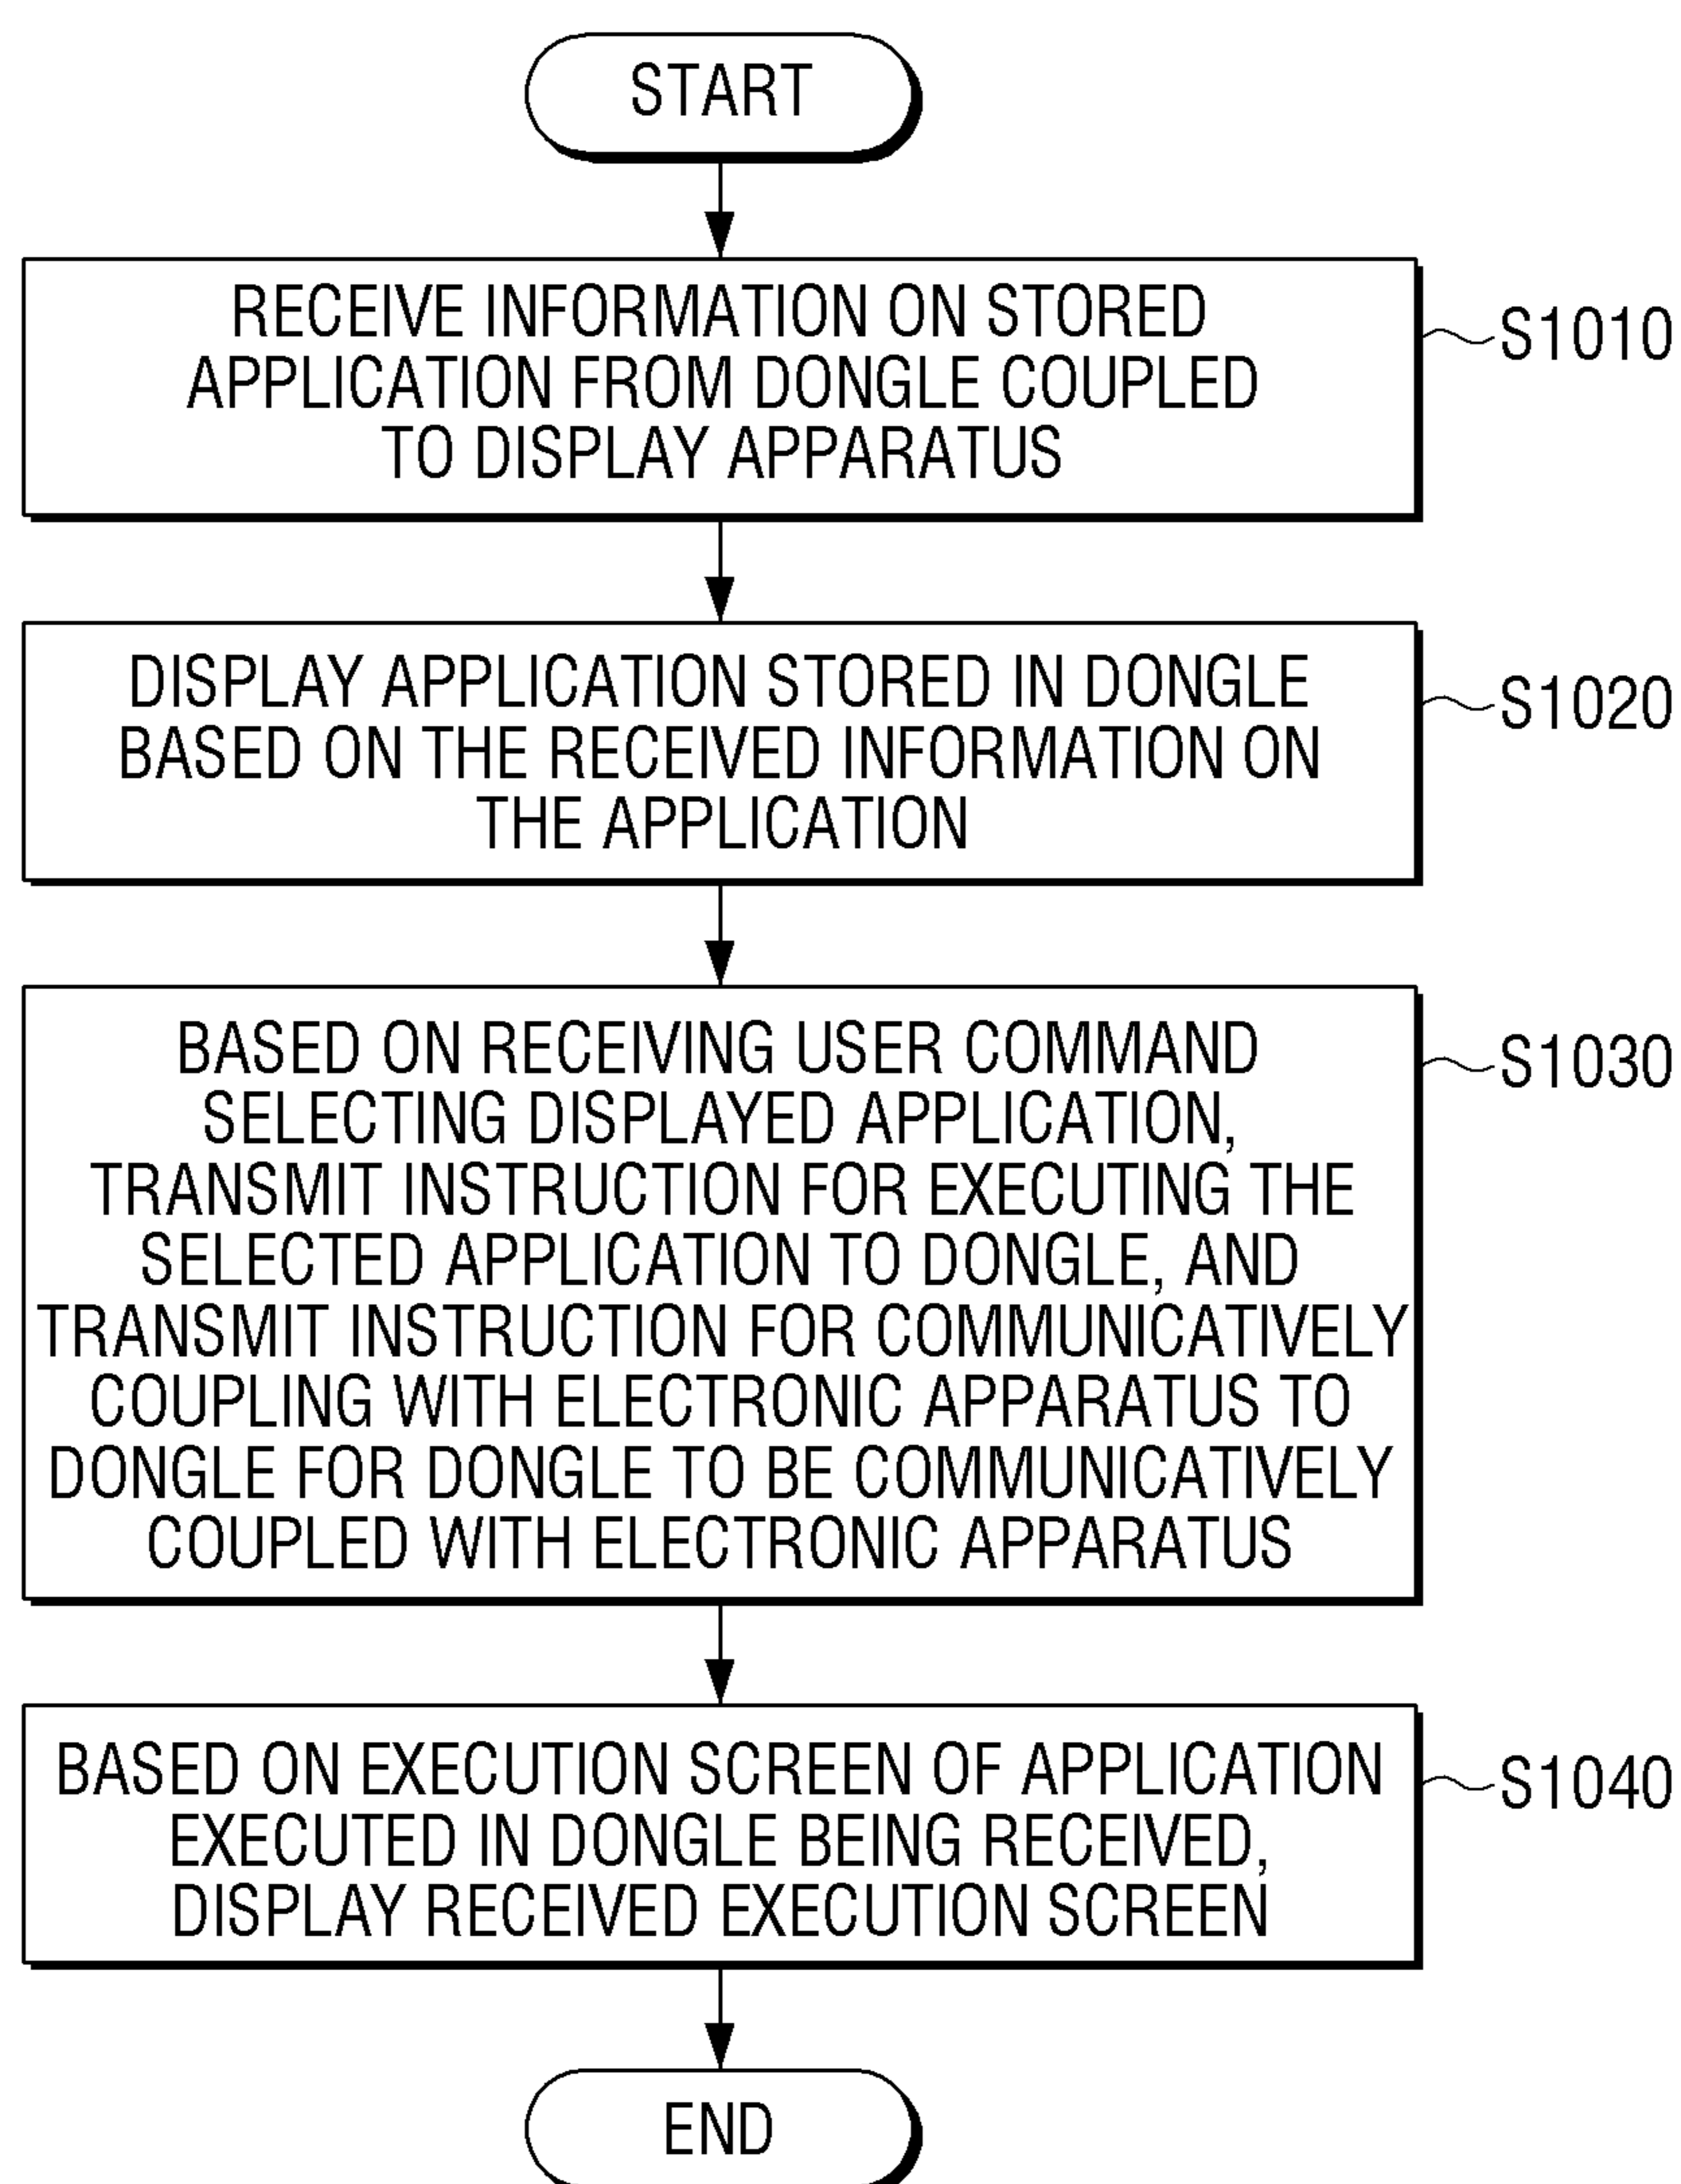 START
RECEIVE INFORMATION ON STORED
APPLICATION FROM DONGLE COUPLED
TO DISPLAY APPARATUS
S1010
DISPLAY APPLICATION STORED IN DONGLE
BASED ON THE RECEIVED INFORMATION ON
THE APPLICATION
S1020
BASED ON RECEIVING USER COMMAND
SELECTING DISPLAYED APPLICATION,
TRANSMIT INSTRUCTION FOR EXECUTING THE
SELECTED APPLICATION TO DONGLE, AND
TRANSMIT INSTRUCTION FOR COMMUNICATIVELY
COUPLING WITH ELECTRONIC APPARATUS TO
DONGLE FOR DONGLE TO BE COMMUNICATIVELY
COUPLED WITH ELECTRONIC APPARATUS
S1030
BASED ON EXECUTION SCREEN OF APPLICATION
EXECUTED IN DONGLE BEING RECEIVED,
DISPLAY RECEIVED EXECUTION SCREEN
S1040
END